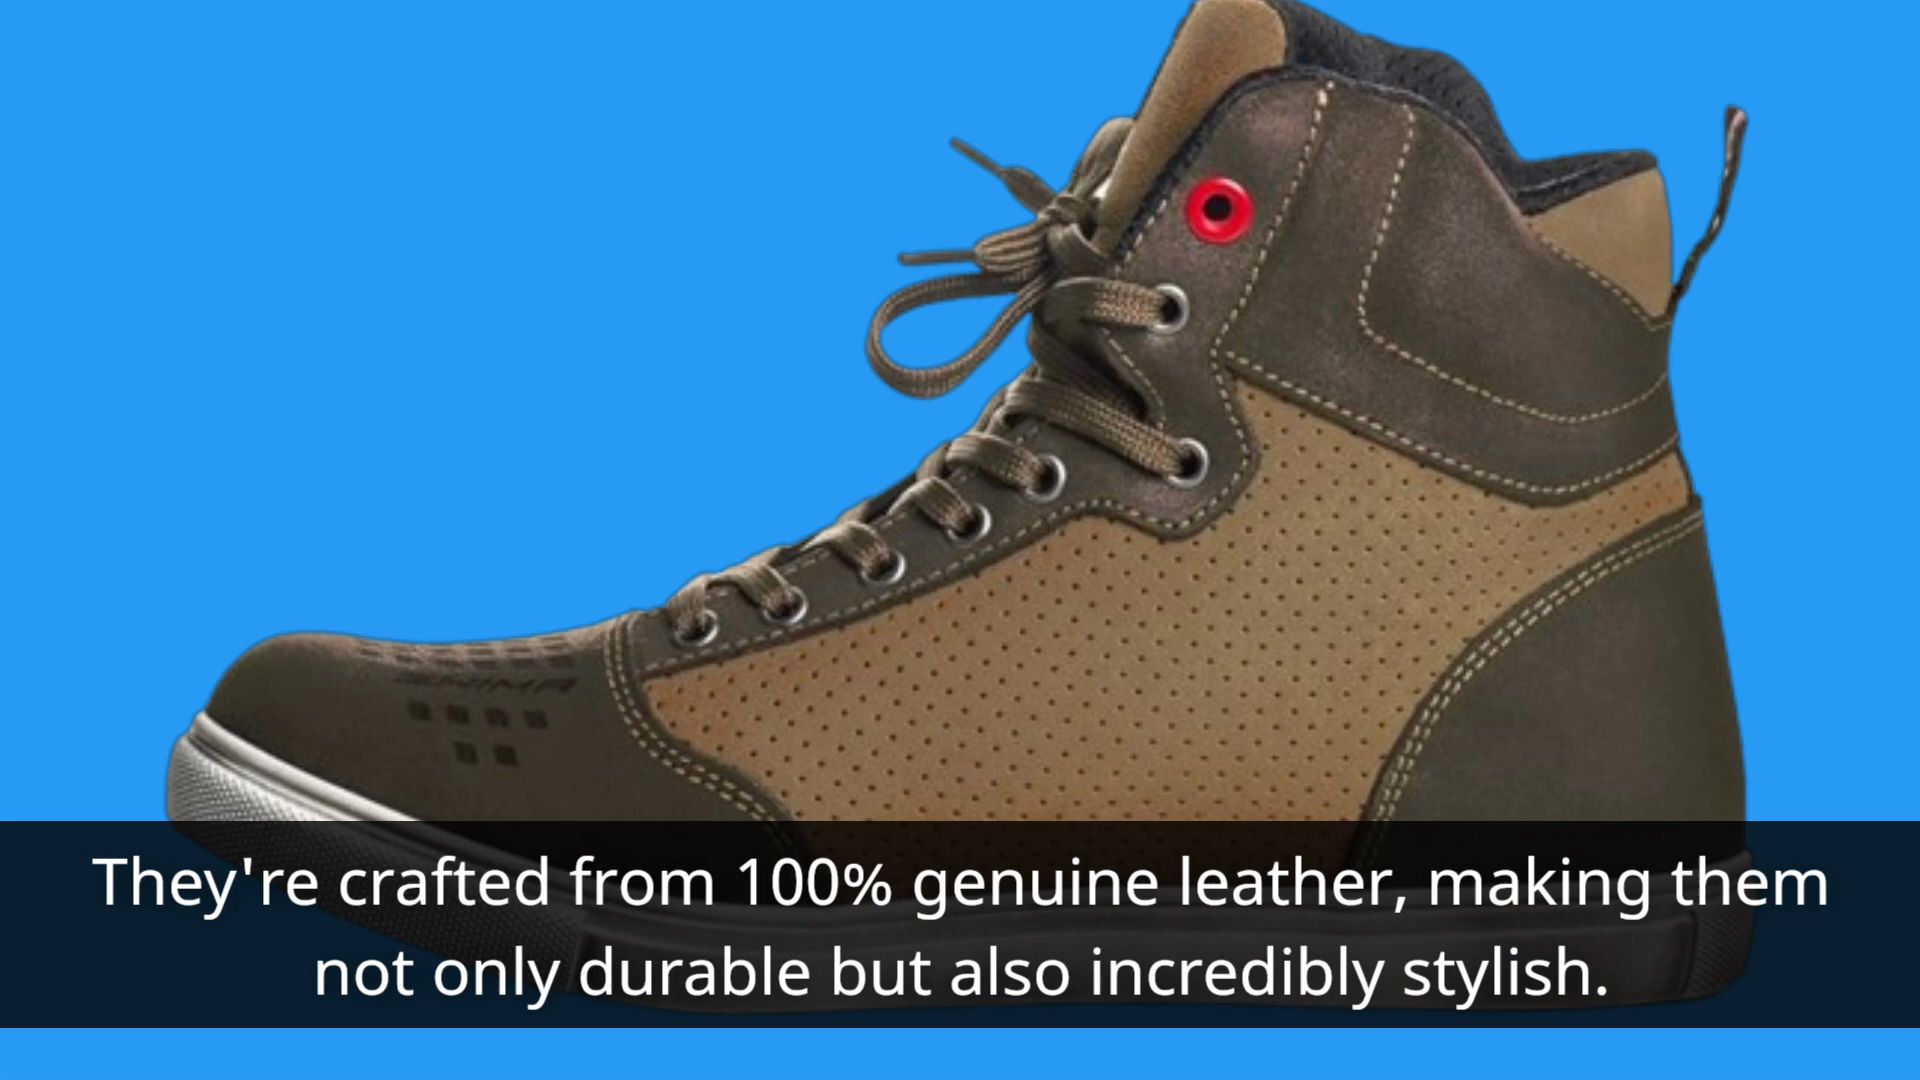 They're crafted from 100% genuine leather, making them
not only durable but also incredibly stylish.